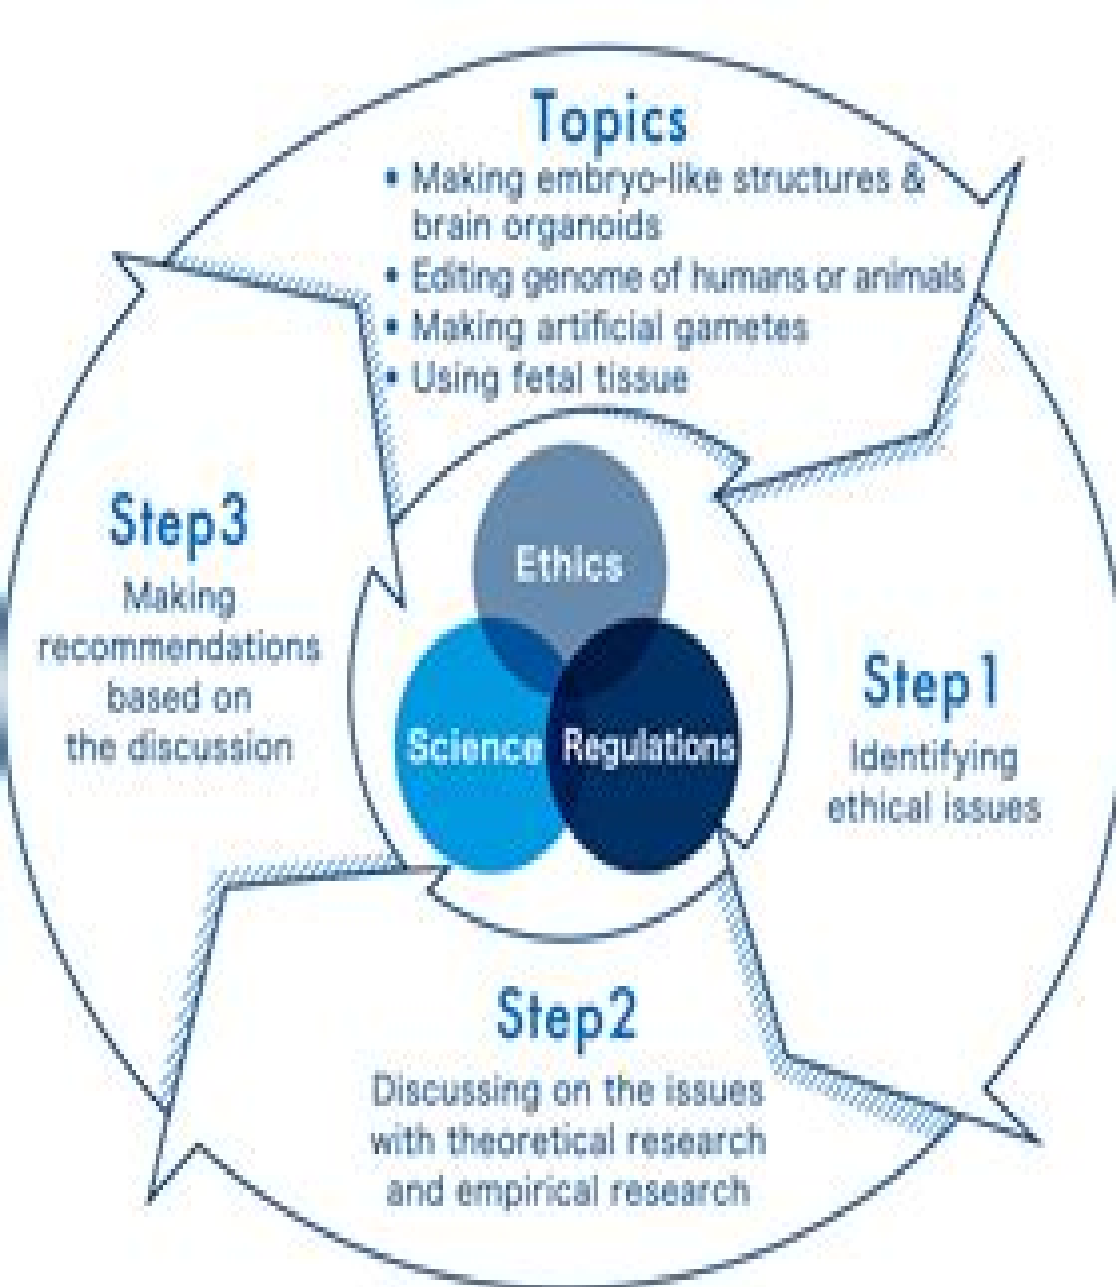 Topics
• Making embryo-like structures &
brain organoids
• Editing genome of humans or animals
• Making artificial gametes
• Using fetal tissue
Step1
Identifying
ethical issues
Step2
Discussing on the issues
with theoretical research
and empirical research
Step3
Making
recommendations
based on
the discussion
Ethics
Science
Regulations